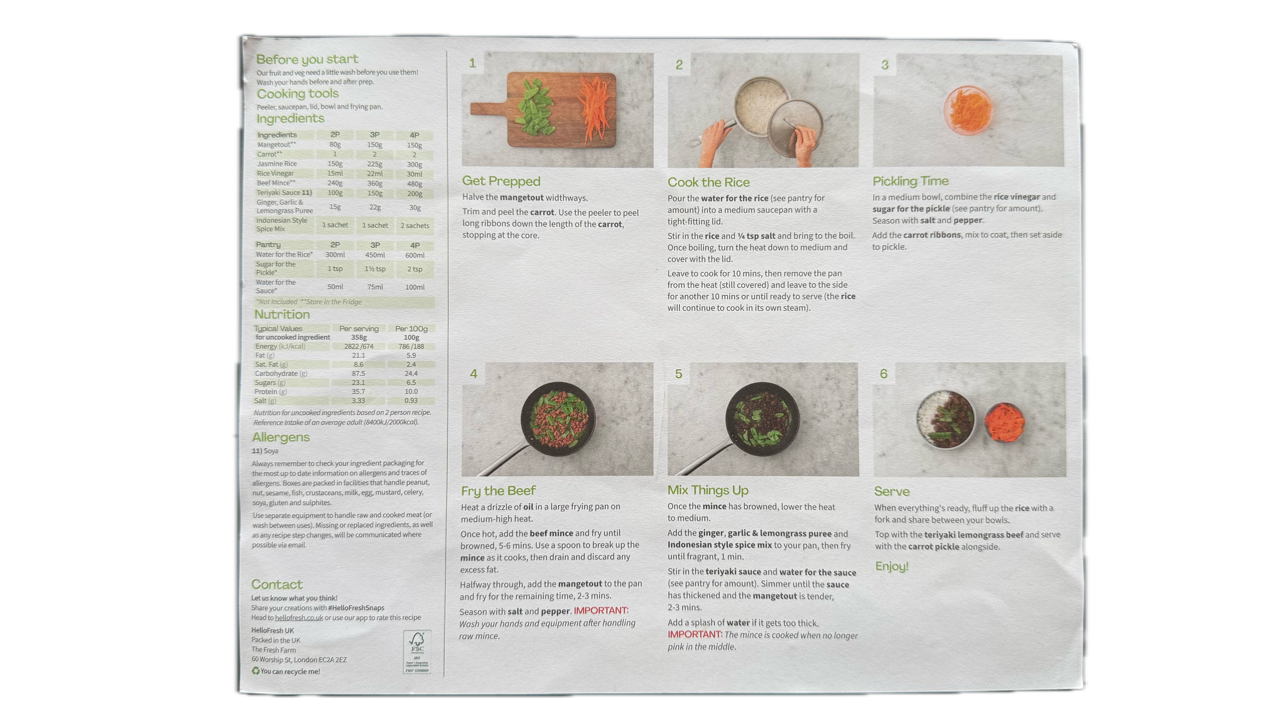 Before you start
Our fruit and veg need a little wash before you use them!
Wash your hands before and after prep.
Cooking tools
Peeler, saucepan, lid, bowl and frying pan.
Ingredients
Ingredients 2P 3P 4P
Mangetout** 80g 150g 150g
Carrot** 1 2 2
Jasmine Rice 150g 225g 300g
Rice Vinegar 15ml 22ml 30ml
Beef Mince** 240g 360g 480g
Teriyaki Sauce 11) 100g 150g 200g
Ginger, Garlic &
Lemongrass Puree 15g 22g 30g
Indonesian Style
Spice Mix 1 sachet 1 sachet 2 sachets
Pantry 2P 3P 4P
Water for the Rice* 300ml 450ml 600ml
Sugar for the
Pickle* 1 tsp 1½ tsp 2 tsp
Water for the
Sauce* 50ml 75ml 100ml
*Not Included **Store in the Fridge
Nutrition
Typical Values Per serving Per 100g
for uncooked ingredient 358g 100g
Energy (kJ/kcal) 2822 /674 786 /188
Fat (g) 21.1 5.9
Sat. Fat (g) 8.6 2.4
Carbohydrate (g) 87.5 24.4
Sugars (g) 23.1 6.5
Protein (g) 35.7 10.0
Salt (g) 3.33 0.93
Nutrition for uncooked ingredients based on 2 person recipe.
Reference Intake of an average adult (8400kJ/2000kcal).
Allergens
11) Soya
Always remember to check your ingredient packaging for
the most up to date information on allergens and traces of
allergens. Boxes are packed in facilities that handle peanut,
nut, sesame, fish, crustaceans, milk, egg, mustard, celery,
soya, gluten and sulphites.
Use separate equipment to handle raw and cooked meat (or
wash between uses). Missing or replaced ingredients, as well
as any recipe step changes, will be communicated where
possible via email.
Contact
Let us know what you think!
Share your creations with #HelloFreshSnaps
Head to hellofresh.co.uk or use our app to rate this recipe
HelloFresh UK
Packed in the UK
The Fresh Farm
60 Worship St, London EC2A 2EZ
You can recycle me!
FSC
1
Get Prepped
Halve the mangetout widthways.
Trim and peel the carrot. Use the peeler to peel
long ribbons down the length of the carrot,
stopping at the core.
2
Cook the Rice
Pour the water for the rice (see pantry for
amount) into a medium saucepan with a
tight-fitting lid.
Stir in the rice and ¼ tsp salt and bring to the boil.
Once boiling, turn the heat down to medium and
cover with the lid.
Leave to cook for 10 mins, then remove the pan
from the heat (still covered) and leave to the side
for another 10 mins or until ready to serve (the rice
will continue to cook in its own steam).
3
Pickling Time
In a medium bowl, combine the rice vinegar and
sugar for the pickle (see pantry for amount).
Season with salt and pepper.
Add the carrot ribbons, mix to coat, then set aside
to pickle.
4
Fry the Beef
Heat a drizzle of oil in a large frying pan on
medium-high heat.
Once hot, add the beef mince and fry until
browned, 5-6 mins. Use a spoon to break up the
mince as it cooks, then drain and discard any
excess fat.
Halfway through, add the mangetout to the pan
and fry for the remaining time, 2-3 mins.
Season with salt and pepper. IMPORTANT:
Wash your hands and equipment after handling
raw mince.
5
Mix Things Up
Once the mince has browned, lower the heat
to medium.
Add the ginger, garlic & lemongrass puree and
Indonesian style spice mix to your pan, then fry
until fragrant, 1 min.
Stir in the teriyaki sauce and water for the sauce
(see pantry for amount). Simmer until the sauce
has thickened and the mangetout is tender,
2-3 mins.
Add a splash of water if it gets too thick.
IMPORTANT: The mince is cooked when no longer
pink in the middle.
6
Serve
When everything's ready, fluff up the rice with a
fork and share between your bowls.
Top with the teriyaki lemongrass beef and serve
with the carrot pickle alongside.
Enjoy!